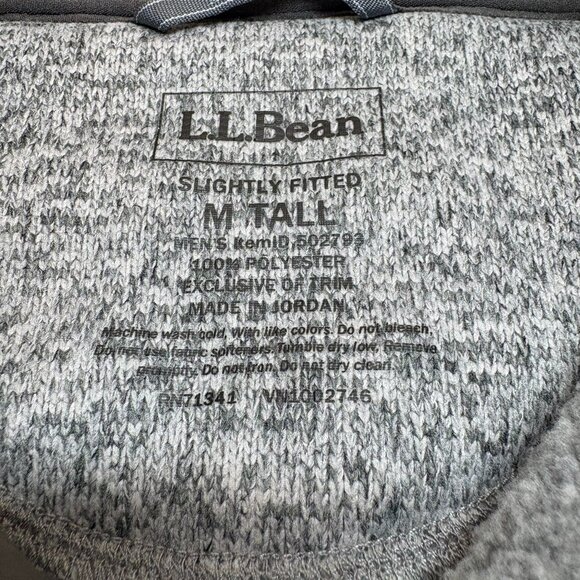 L.L.Bean
SLIGHTLY FITTED
M TALL
MEN'S ItemID,502793
100% POLYESTER
EXCLUSIVE OF TRIM
MADE IN JORDAN
Machine wash cold, With like colors. Do not bleach.
Do not use fabric softeners. Tumble dry low. Remove
promptly. Do not iron. Do not dry clean.
RN71341 VN1002746